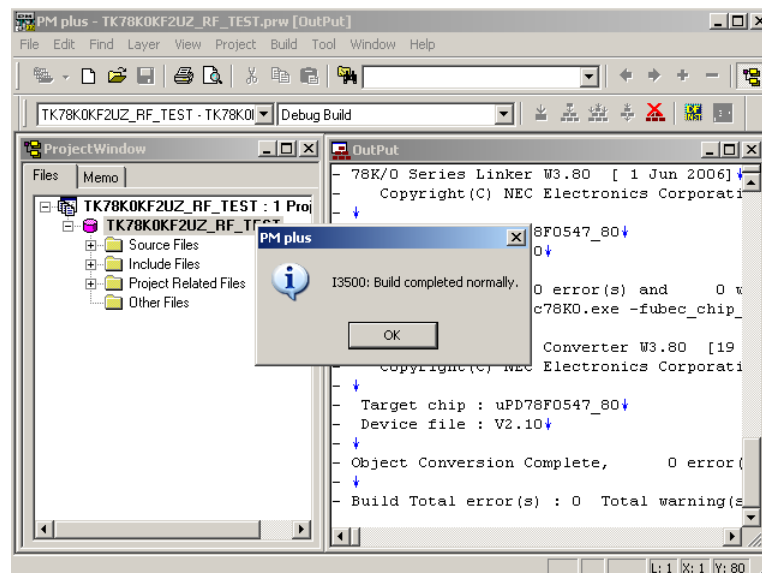 PM plus - TK78K0KF2UZ_RF_TEST.prw [OutPut]
File Edit Find Layer View Project Build Tool Window Help
TK78K0KF2UZ_RF_TEST - TK78K0 Debug Build
ProjectWindow
Files Memo
TK78K0KF2UZ_RF_TEST : 1 Proj
TK78K0KF2UZ_RF_TEST
Source Files
Include Files
Project Related Files
Other Files
OutPut
- 78K/0 Series Linker W3.80 [ 1 Jun 2006]
- Copyright(C) NEC Electronics Corporati
-
8F0547_80
0
0 error(s) and 0 w
c78K0.exe -fubec_chip_
Converter W3.80 [19
- Copyright(C) NEC Electronics Corporati
-
- Target chip : uPD78F0547_80
- Device file : V2.10
-
- Object Conversion Complete, 0 error(
-
- Build Total error(s) : 0 Total warning(s
PM plus
I3500: Build completed normally.
OK
L: 1 X: 1 Y: 80